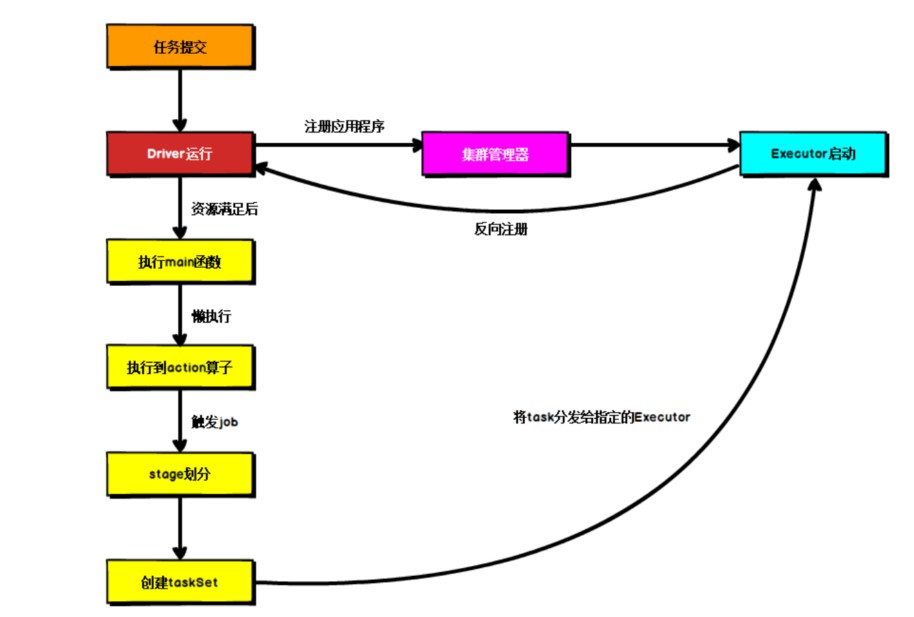 任务提交
注册应用程序
Driver运行
集群管理器
Executor启动
资源满足后
反向注册
执行main函数
懒执行
执行到action算子
触发job
将task分发给指定的Executor
stage划分
创建taskSet